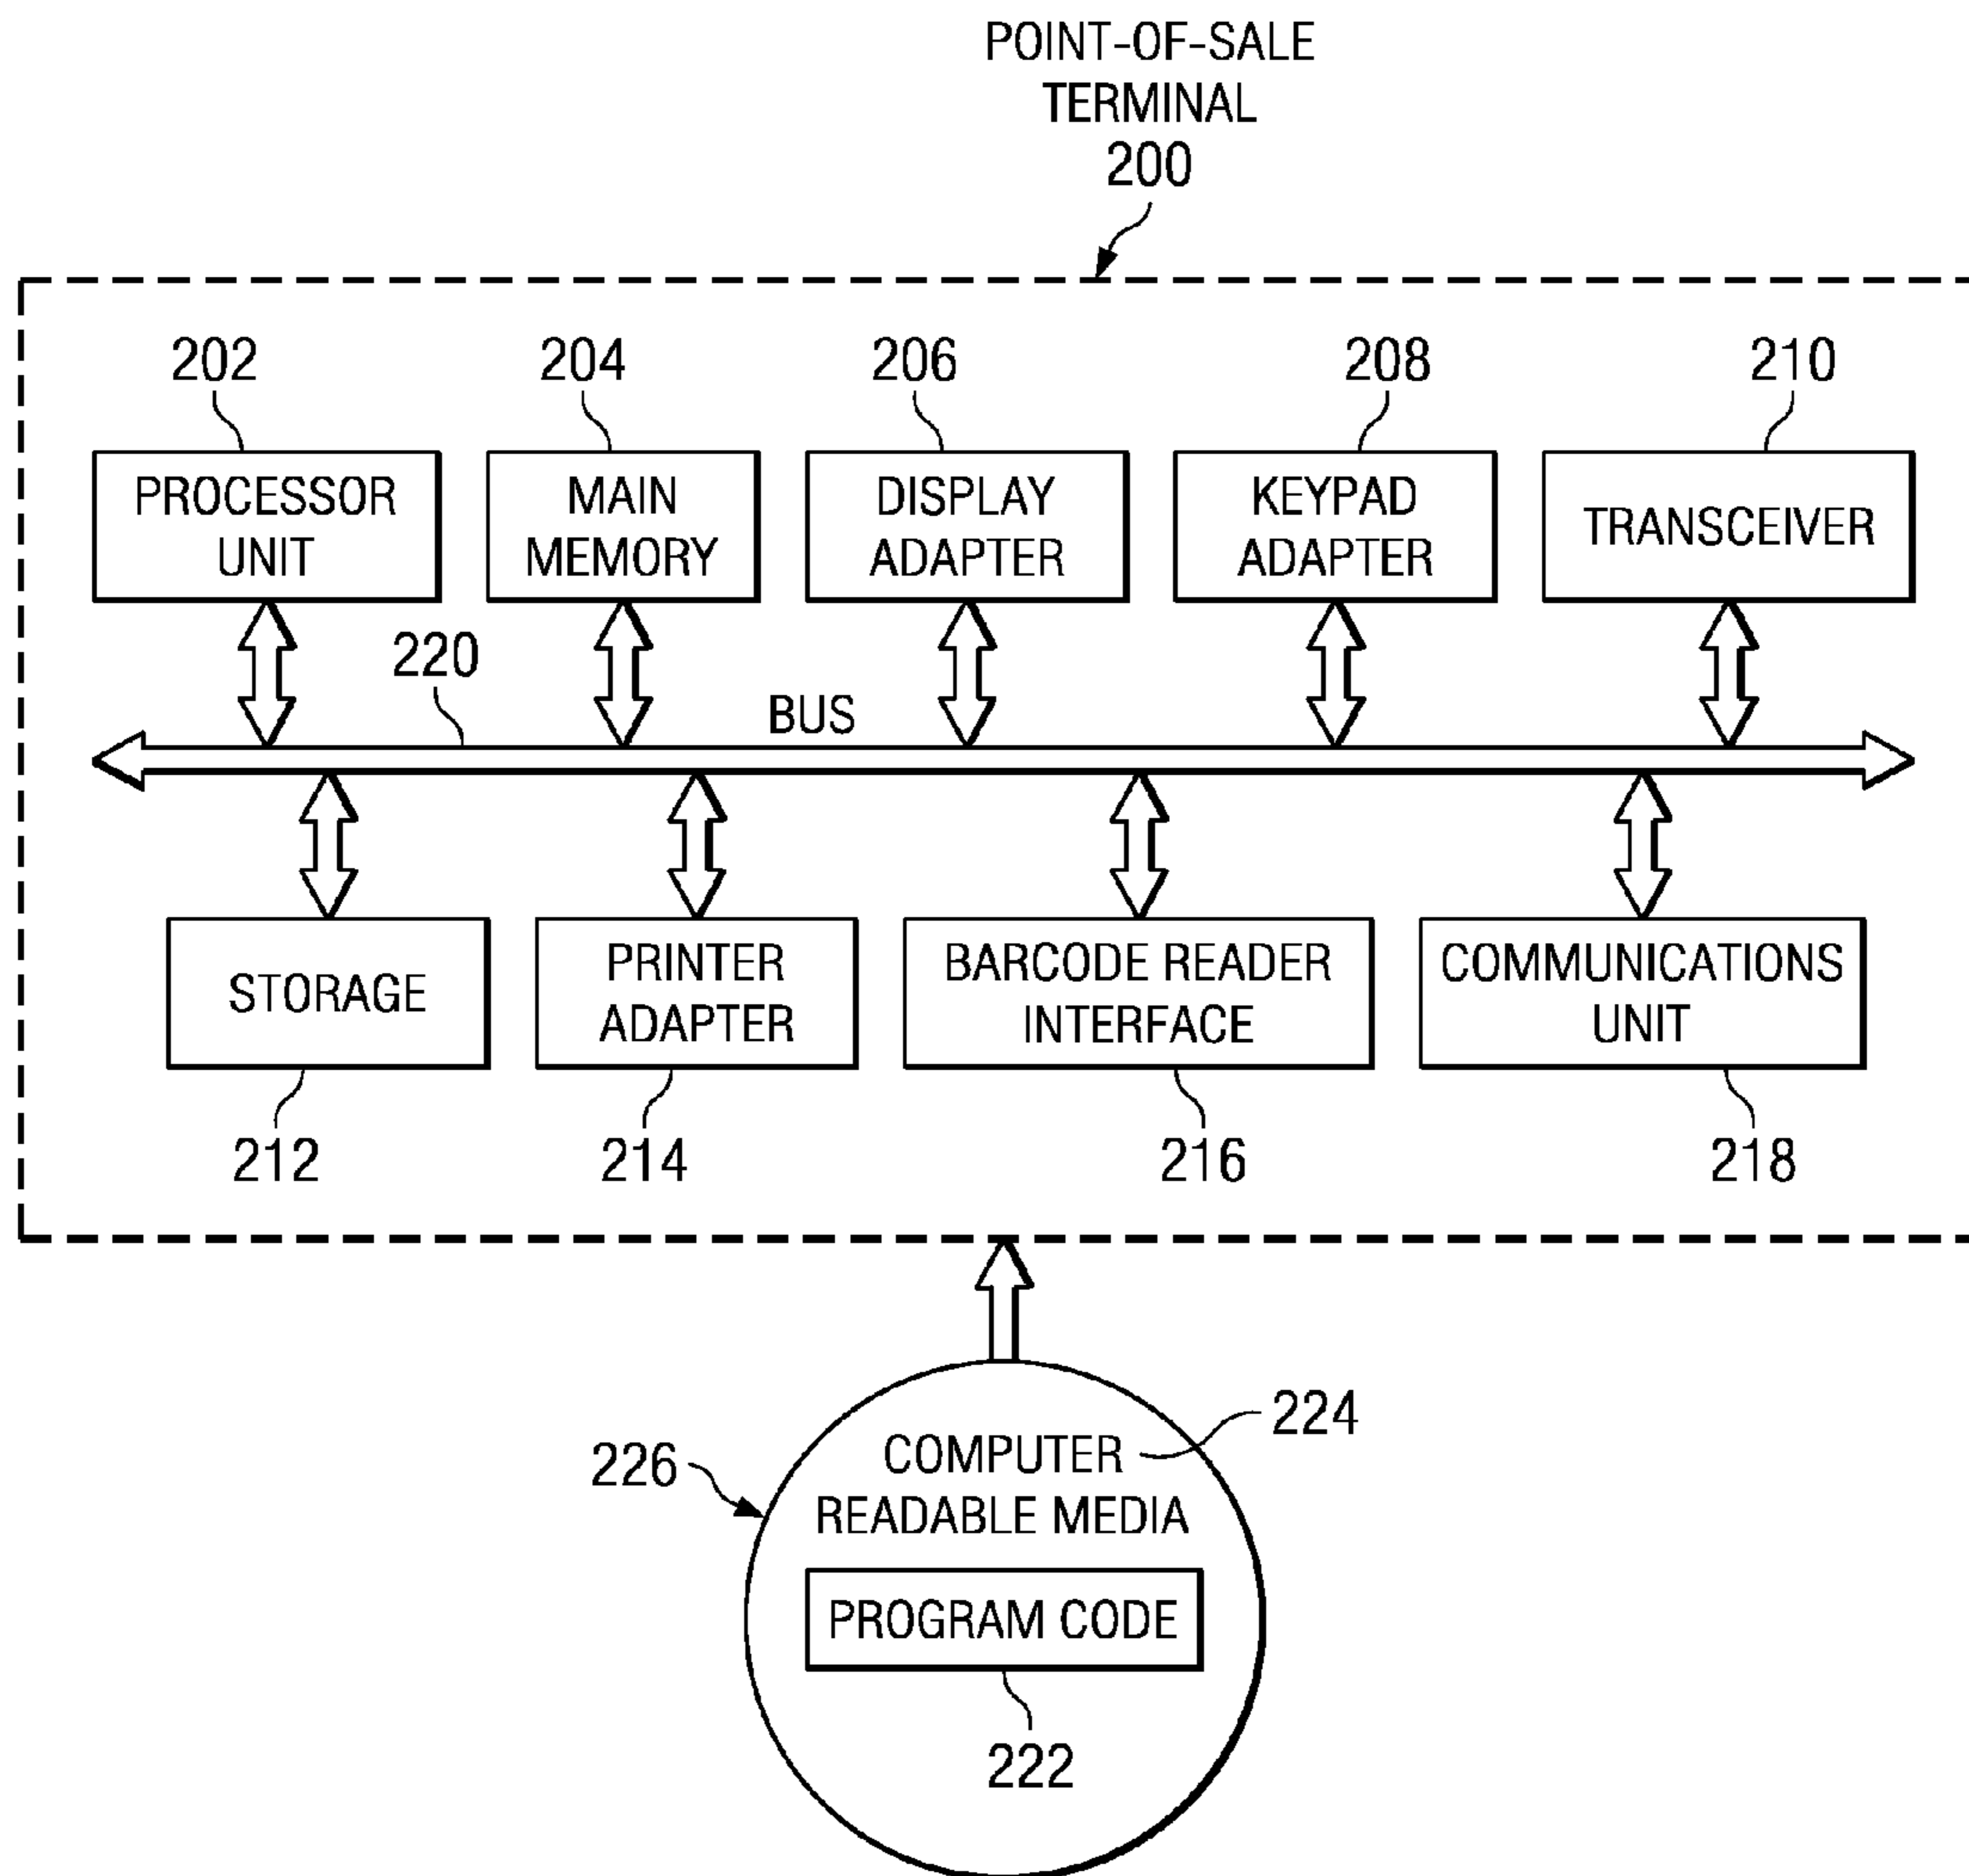 POINT-OF-SALE
TERMINAL
200
202
204
206
208
210
PROCESSOR
UNIT
MAIN
MEMORY
DISPLAY
ADAPTER
KEYPAD
ADAPTER
TRANSCEIVER
220
BUS
STORAGE
PRINTER
ADAPTER
BARCODE READER
INTERFACE
COMMUNICATIONS
UNIT
212
214
216
218
224
226
COMPUTER
READABLE MEDIA
PROGRAM CODE
222